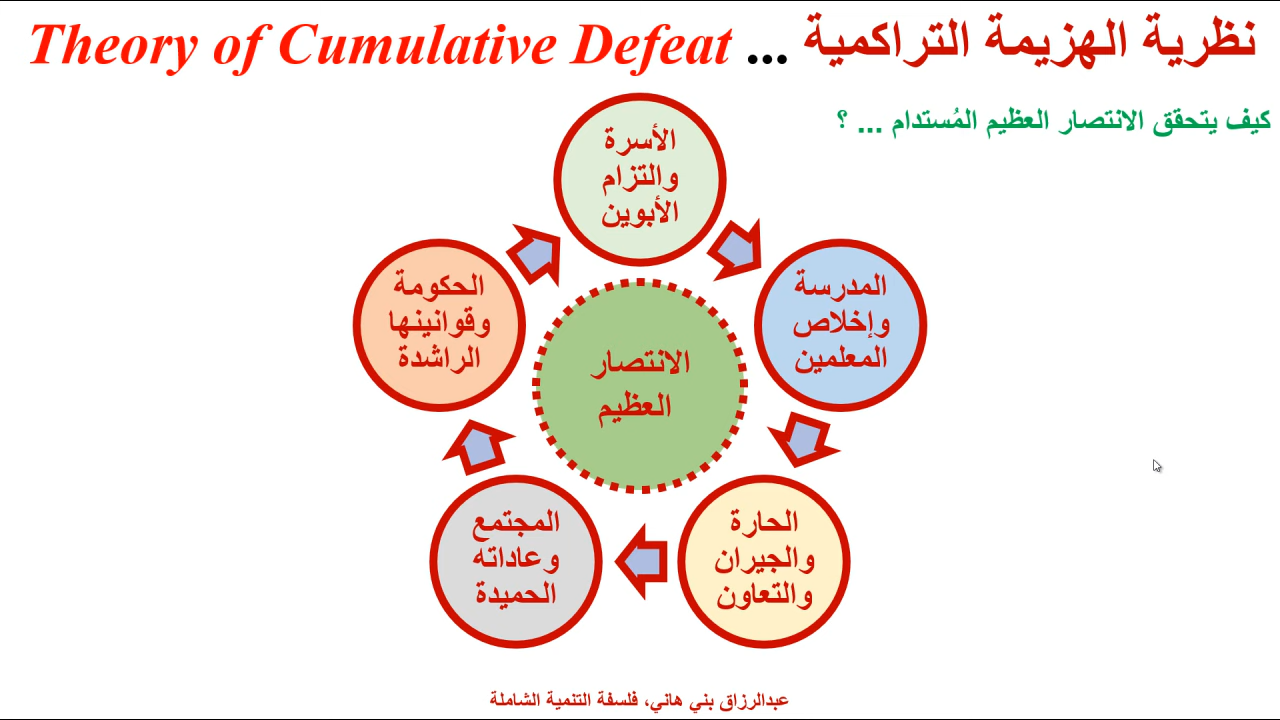 نظرية الهزيمة التراكمية ... Theory of Cumulative Defeat
كيف يتحقق الانتصار العظيم المُستدام ... ؟
الأسرة
والتزام
الأبوين
المدرسة
وإخلاص
المعلمين
الحارة
والجيران
والتعاون
المجتمع
وعاداته
الحميدة
الحكومة
وقوانينها
الراشدة
الانتصار
العظيم
عبدالرزاق بني هاني، فلسفة التنمية الشاملة